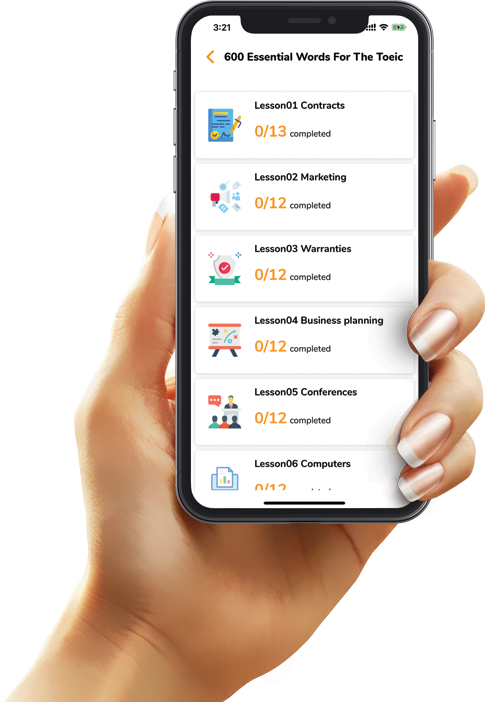 3:21
600 Essential Words For The Toeic
Lesson01 Contracts
0/13 completed
Lesson02 Marketing
0/12 completed
Lesson03 Warranties
0/12 completed
Lesson04 Business planning
0/12 completed
Lesson05 Conferences
0/12 completed
Lesson06 Computers
0/12